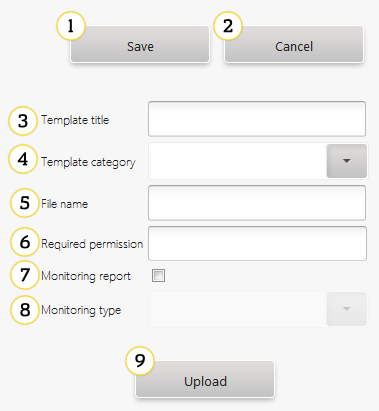 1 2
Save Cancel
3 Template title
4 Template category
5 File name
6 Required permission
7 Monitoring report
8 Monitoring type
9
Upload